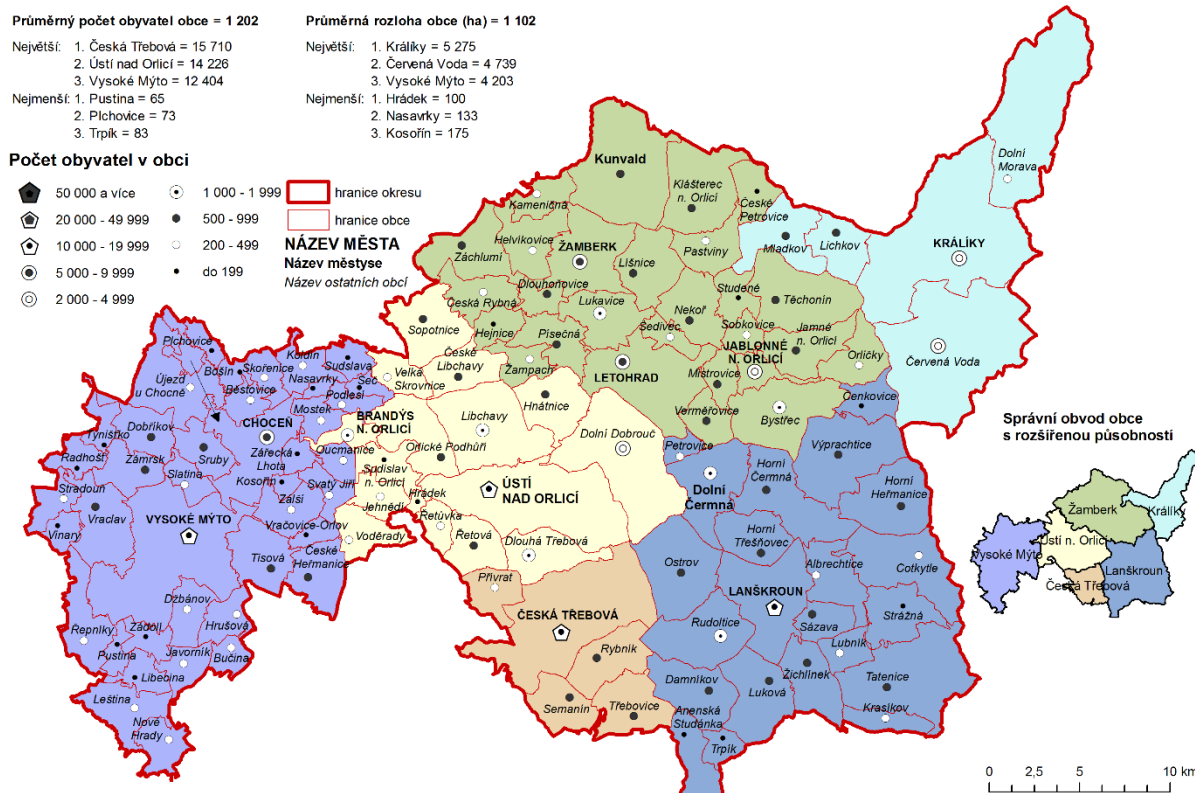 Průměrný počet obyvatel obce = 1 202
Největší: 1. Česká Třebová = 15 710
2. Ústí nad Orlicí = 14 226
3. Vysoké Mýto = 12 404
Nejmenší: 1. Pustina = 65
2. Plchovice = 73
3. Trpík = 83
Průměrná rozloha obce (ha) = 1 102
Největší: 1. Králíky = 5 275
2. Červená Voda = 4 739
3. Vysoké Mýto = 4 203
Nejmenší: 1. Hrádek = 100
2. Nasavrky = 133
3. Kosořín = 175
Počet obyvatel v obci
50 000 a více
20 000 - 49 999
10 000 - 19 999
5 000 - 9 999
2 000 - 4 999
1 000 - 1 999
500 - 999
200 - 499
do 199
hranice okresu
hranice obce
NÁZEV MĚSTA
Název městyse
Název ostatních obcí
Dolní
Morava
Kunvald
Klášterec
n. Orlicí
České
Petrovice
Kameničná
Mladkov
Lichkov
KRÁLÍKY
Helvíkovice
ŽAMBERK
Pastviny
Záchlumí
Lišnice
Dlouhoňovice
Studené
Těchonín
Česká Rybná
Lukavice
Nekoř
Sopotnice
Hejnice
Písečná
Šedivec
Sobkovice
Jamné
n. Orlicí
JABLONNÉ
N. ORLICÍ
Orličky
Červená Voda
České
Libchavy
Žampach
LETOHRAD
Mistrovice
Velká
Skrovnice
Hnátnice
Verměřovice
Bystřec
Čenkovice
Plchovice
Bošín
Skořenice
Koldín
Sudslava
Újezd
u Chocně
Běstovice
Nasavrky
Seč
Podlesí
Mostek
BRANDÝS
N. ORLICÍ
Libchavy
Dolní Dobrouč
Petrovice
Výprachtice
CHOCEŇ
Oucmanice
Orlické Podhůří
Týnišťko
Dobříkov
Radhošť
Zámrsk
Sruby
Zářecká
Lhota
Slatina
Kosořín
Sudislav
n. Orlicí
Dolní
Čermná
Horní
Čermná
Horní
Heřmanice
Stradouň
Svatý Jiří
Jehnědí
Hrádek
ÚSTÍ
NAD ORLICÍ
Zálší
Vraclav
Vračovice-Orlov
Řetůvka
Vinary
VYSOKÉ MÝTO
Voděrady
Řetová
Dlouhá Třebová
Horní
Třešňovec
České
Heřmanice
Tisová
Přívrat
Ostrov
Albrechtice
Cotkytle
Džbánov
ČESKÁ TŘEBOVÁ
LANŠKROUN
Strážná
Hrušová
Rudoltice
Sázava
Řepníky
Zádolí
Pustina
Javorník
Bučina
Rybník
Lubník
Libecina
Damníkov
Žichlínek
Tatenice
Luková
Leština
Semanín
Třebovice
Anenská
Studánka
Krasíkov
Nové
Hrady
Trpík
Správní obvod obce
s rozšířenou působností
Žamberk
Králíky
Ústí n. Orlicí
Vysoké Mýto
Lanškroun
Česká Třebová
0 2,5 5 10 km